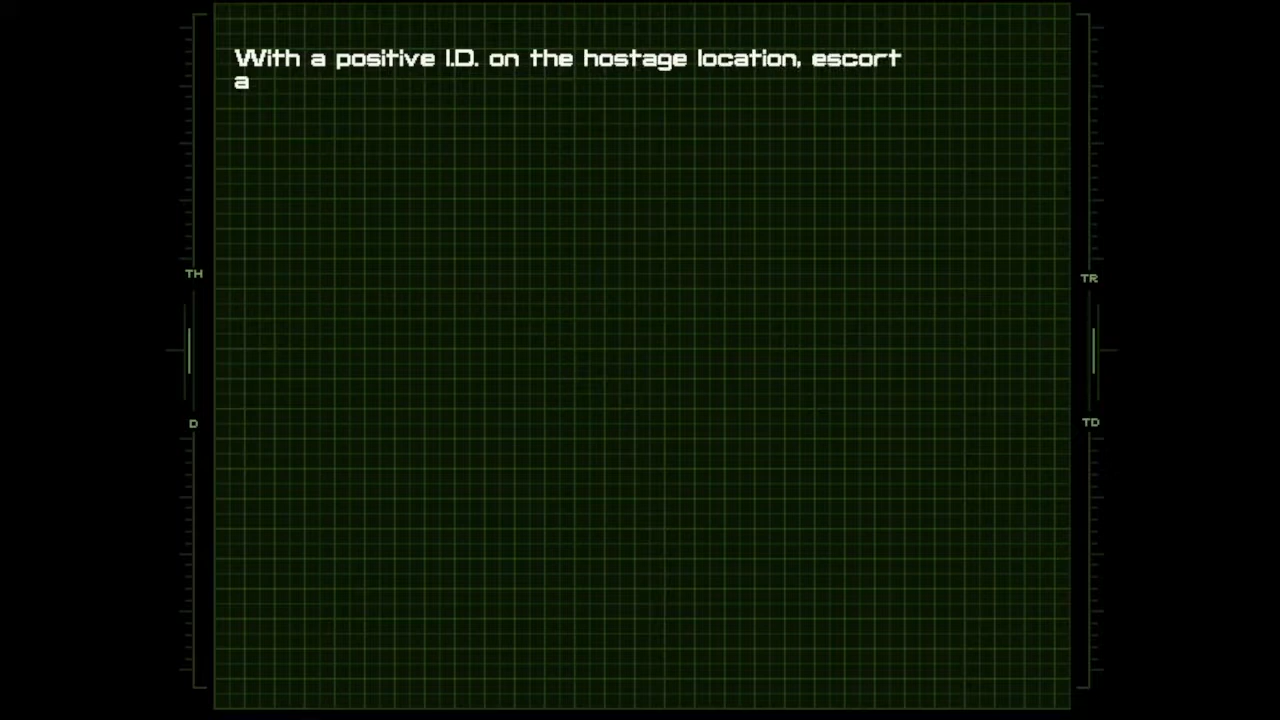 With a positive I.D. on the hostage location, escort
a
TH
TR
D
TD